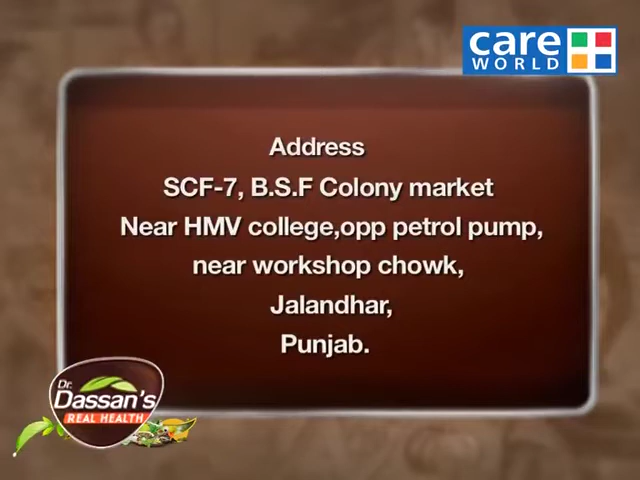 care
WORLD
Address
SCF-7, B.S.F Colony market
Near HMV college,opp petrol pump,
near workshop chowk,
Jalandhar,
Punjab.
Dr.
Dassan's
REAL HEALTH